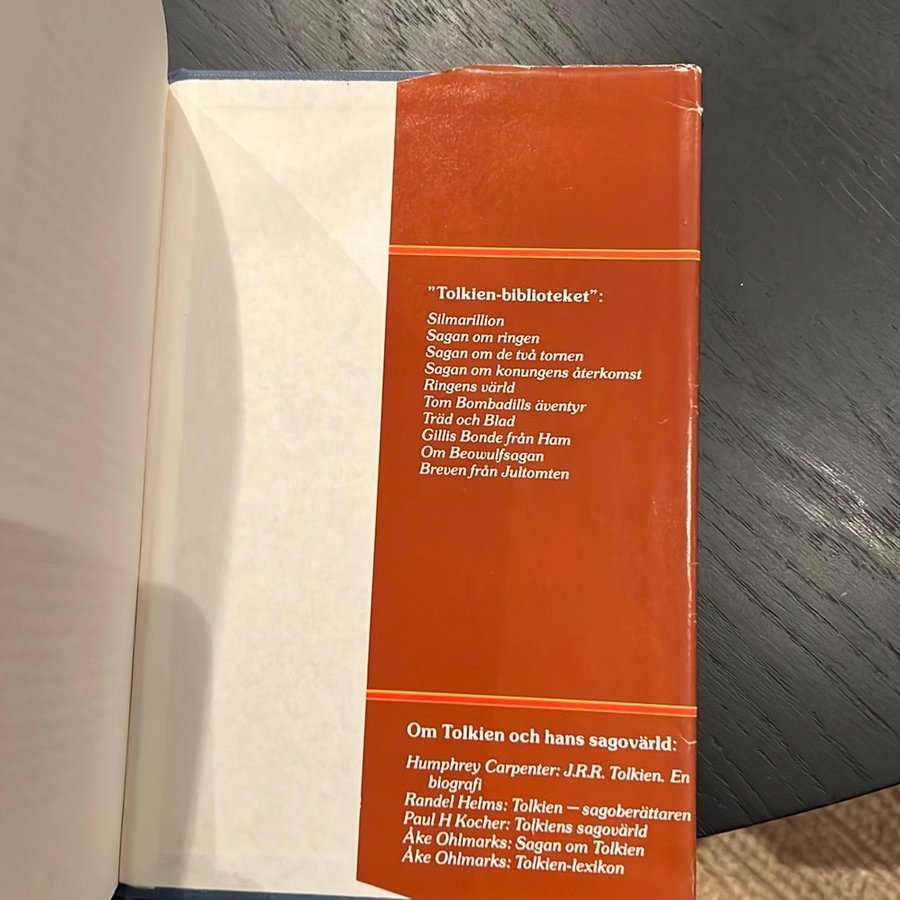 "Tolkien-biblioteket":
Silmarillion
Sagan om ringen
Sagan om de två tornen
Sagan om konungens återkomst
Ringens värld
Tom Bombadills äventyr
Träd och Blad
Gillis Bonde från Ham
Om Beowulfsagan
Breven från Jultomten
Om Tolkien och hans sagovärld:
Humphrey Carpenter: J.R.R. Tolkien. En
biografi
Randel Helms: Tolkien — sagoberättaren
Paul H Kocher: Tolkiens sagovärld
Åke Ohlmarks: Sagan om Tolkien
Åke Ohlmarks: Tolkien-lexikon